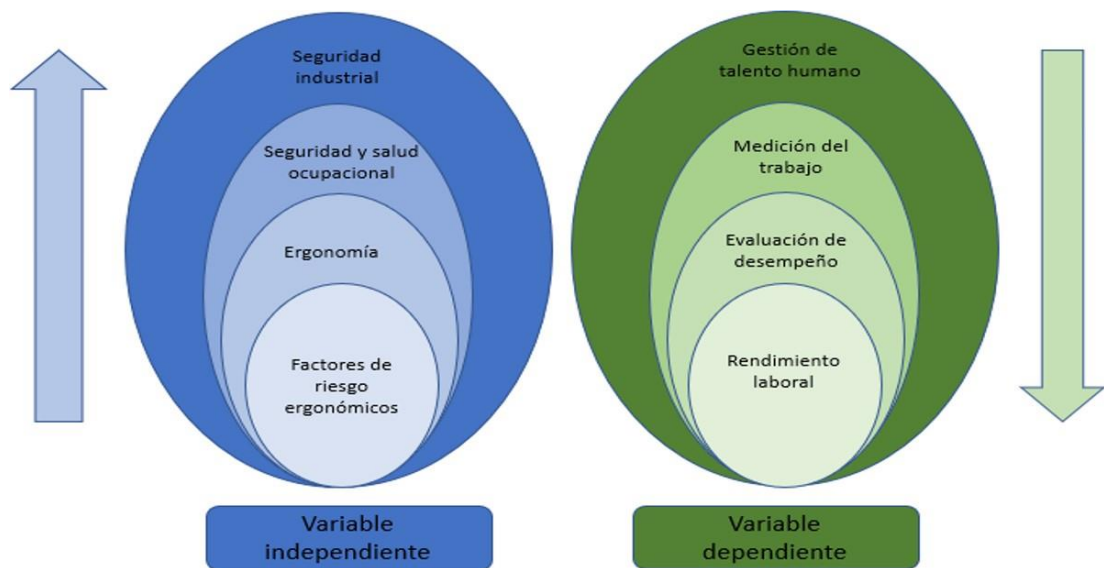 Seguridad
industrial
Seguridad y salud
ocupacional
Ergonomía
Factores de
riesgo
ergonómicos
Variable
independiente
Gestión de
talento humano
Medición del
trabajo
Evaluación de
desempeño
Rendimiento
laboral
Variable
dependiente